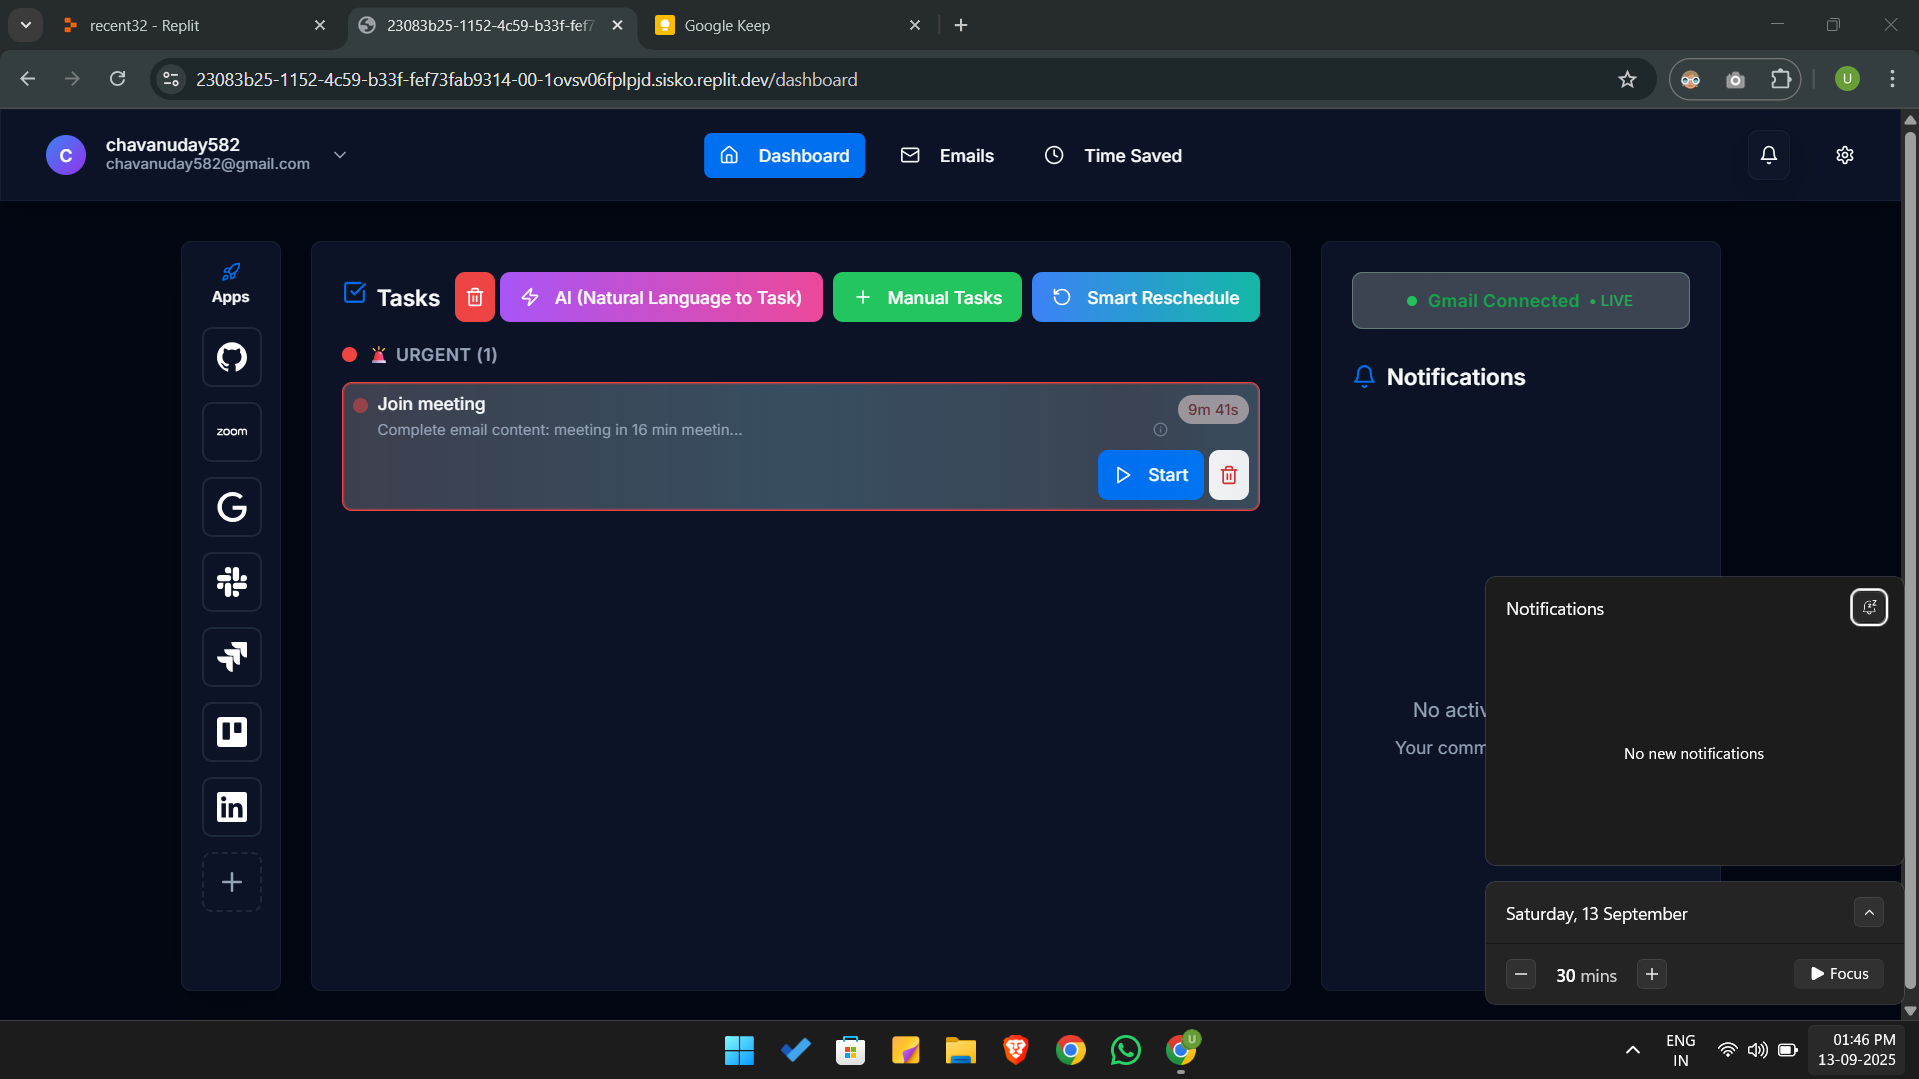 recent32 - Replit
23083b25-1152-4c59-b33f-fef7
Google Keep
23083b25-1152-4c59-b33f-fef73fab9314-00-1ovsv06fplpjd.sisko.replit.dev/dashboard
U
C
chavanuday582
chavanuday582@gmail.com
Dashboard
Emails
Time Saved
Apps
zoom
Tasks
AI (Natural Language to Task)
Manual Tasks
Smart Reschedule
URGENT (1)
Join meeting
9m 41s
Complete email content: meeting in 16 min meetin...
Start
Gmail Connected • LIVE
Notifications
No activ
Your comm
Notifications
No new notifications
Saturday, 13 September
30 mins
Focus
U
ENG
IN
01:46 PM
13-09-2025